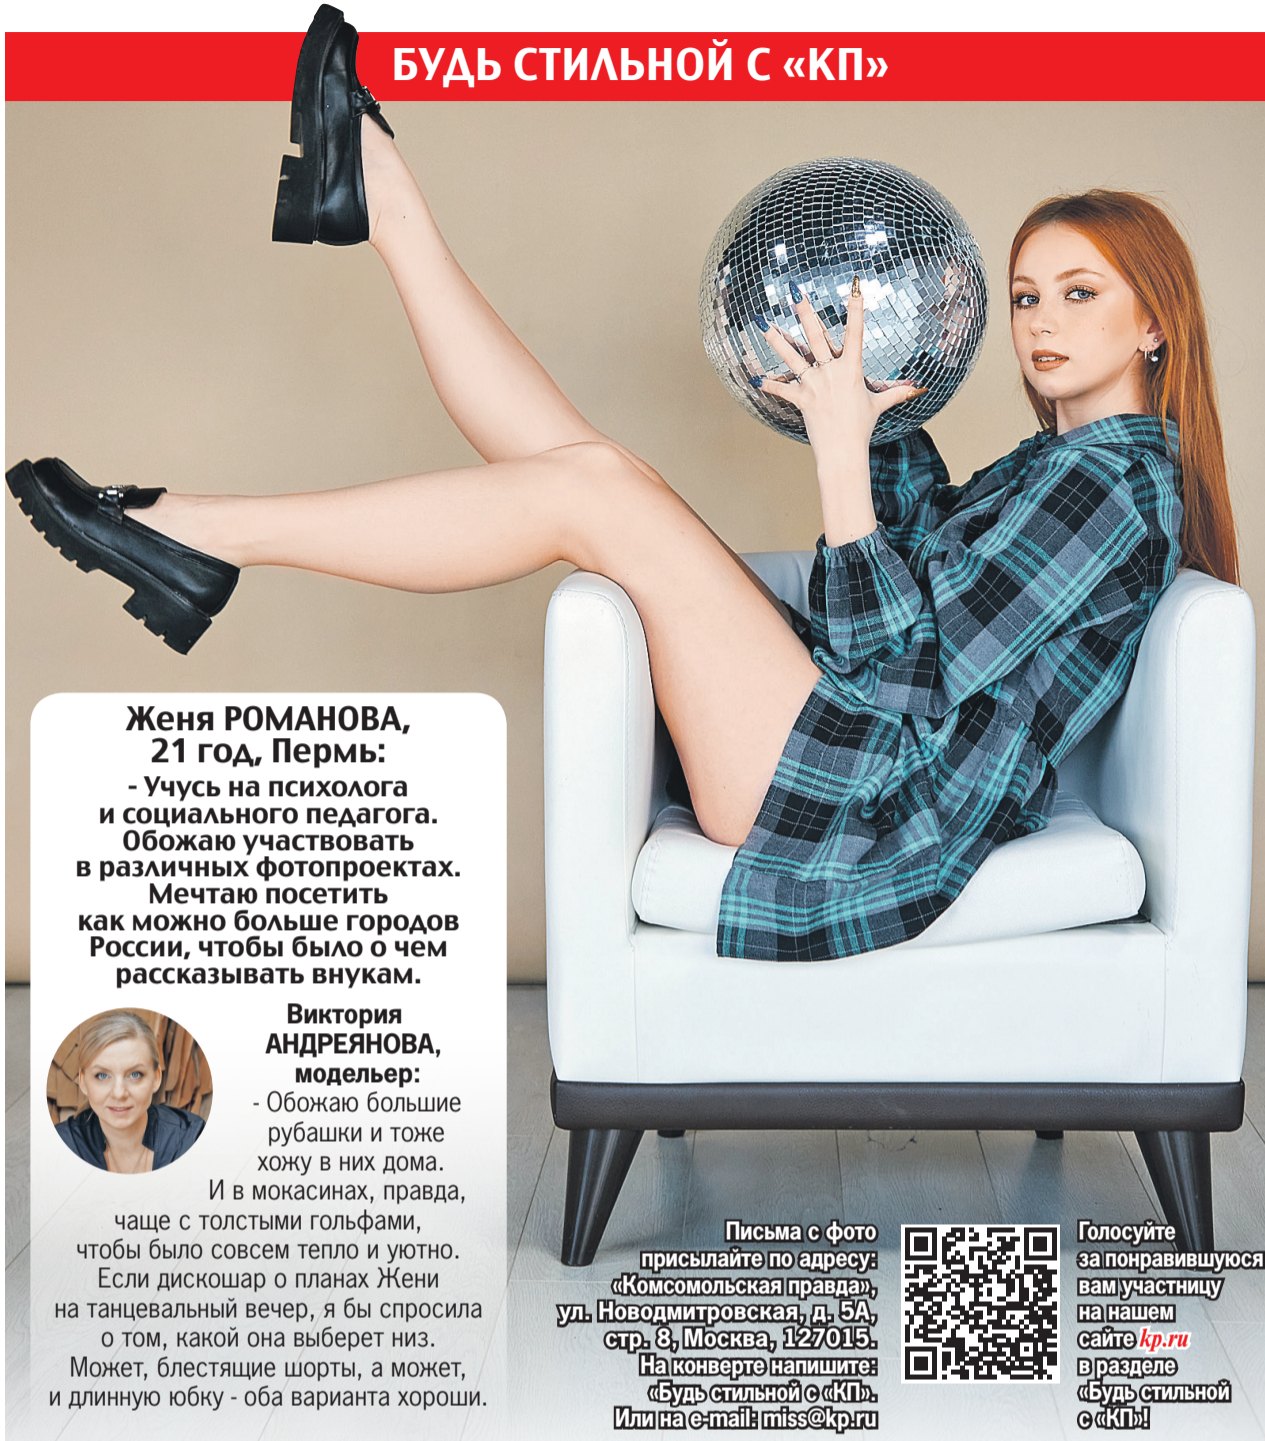 БУДЬ СТИЛЬНОЙ С «КП»
Женя РОМАНОВА,
21 год, Пермь:
- Учусь на психолога
и социального педагога.
Обожаю участвовать
в различных фотопроектах.
Мечтаю посетить
как можно больше городов
России, чтобы было о чем
рассказывать внукам.
Виктория
АНДРЕЯНОВА,
модельер:
- Обожаю большие
рубашки и тоже
хожу в них дома.
И в мокасинах, правда,
чаще с толстыми гольфами,
чтобы было совсем тепло и уютно.
Если дискошар о планах Жени
на танцевальный вечер, я бы спросила
о том, какой она выберет низ.
Может, блестящие шорты, а может,
и длинную юбку - оба варианта хороши.
Письма с фото
присылайте по адресу:
«Комсомольская правда»,
ул. Новодмитровская, д. 5А,
стр. 8, Москва, 127015.
На конверте напишите:
«Будь стильной с «КП».
Или на e-mail: miss@kp.ru
Голосуйте
за понравившуюся
вам участницу
на нашем
сайте kp.ru
в разделе
«Будь стильной
с «КП»!